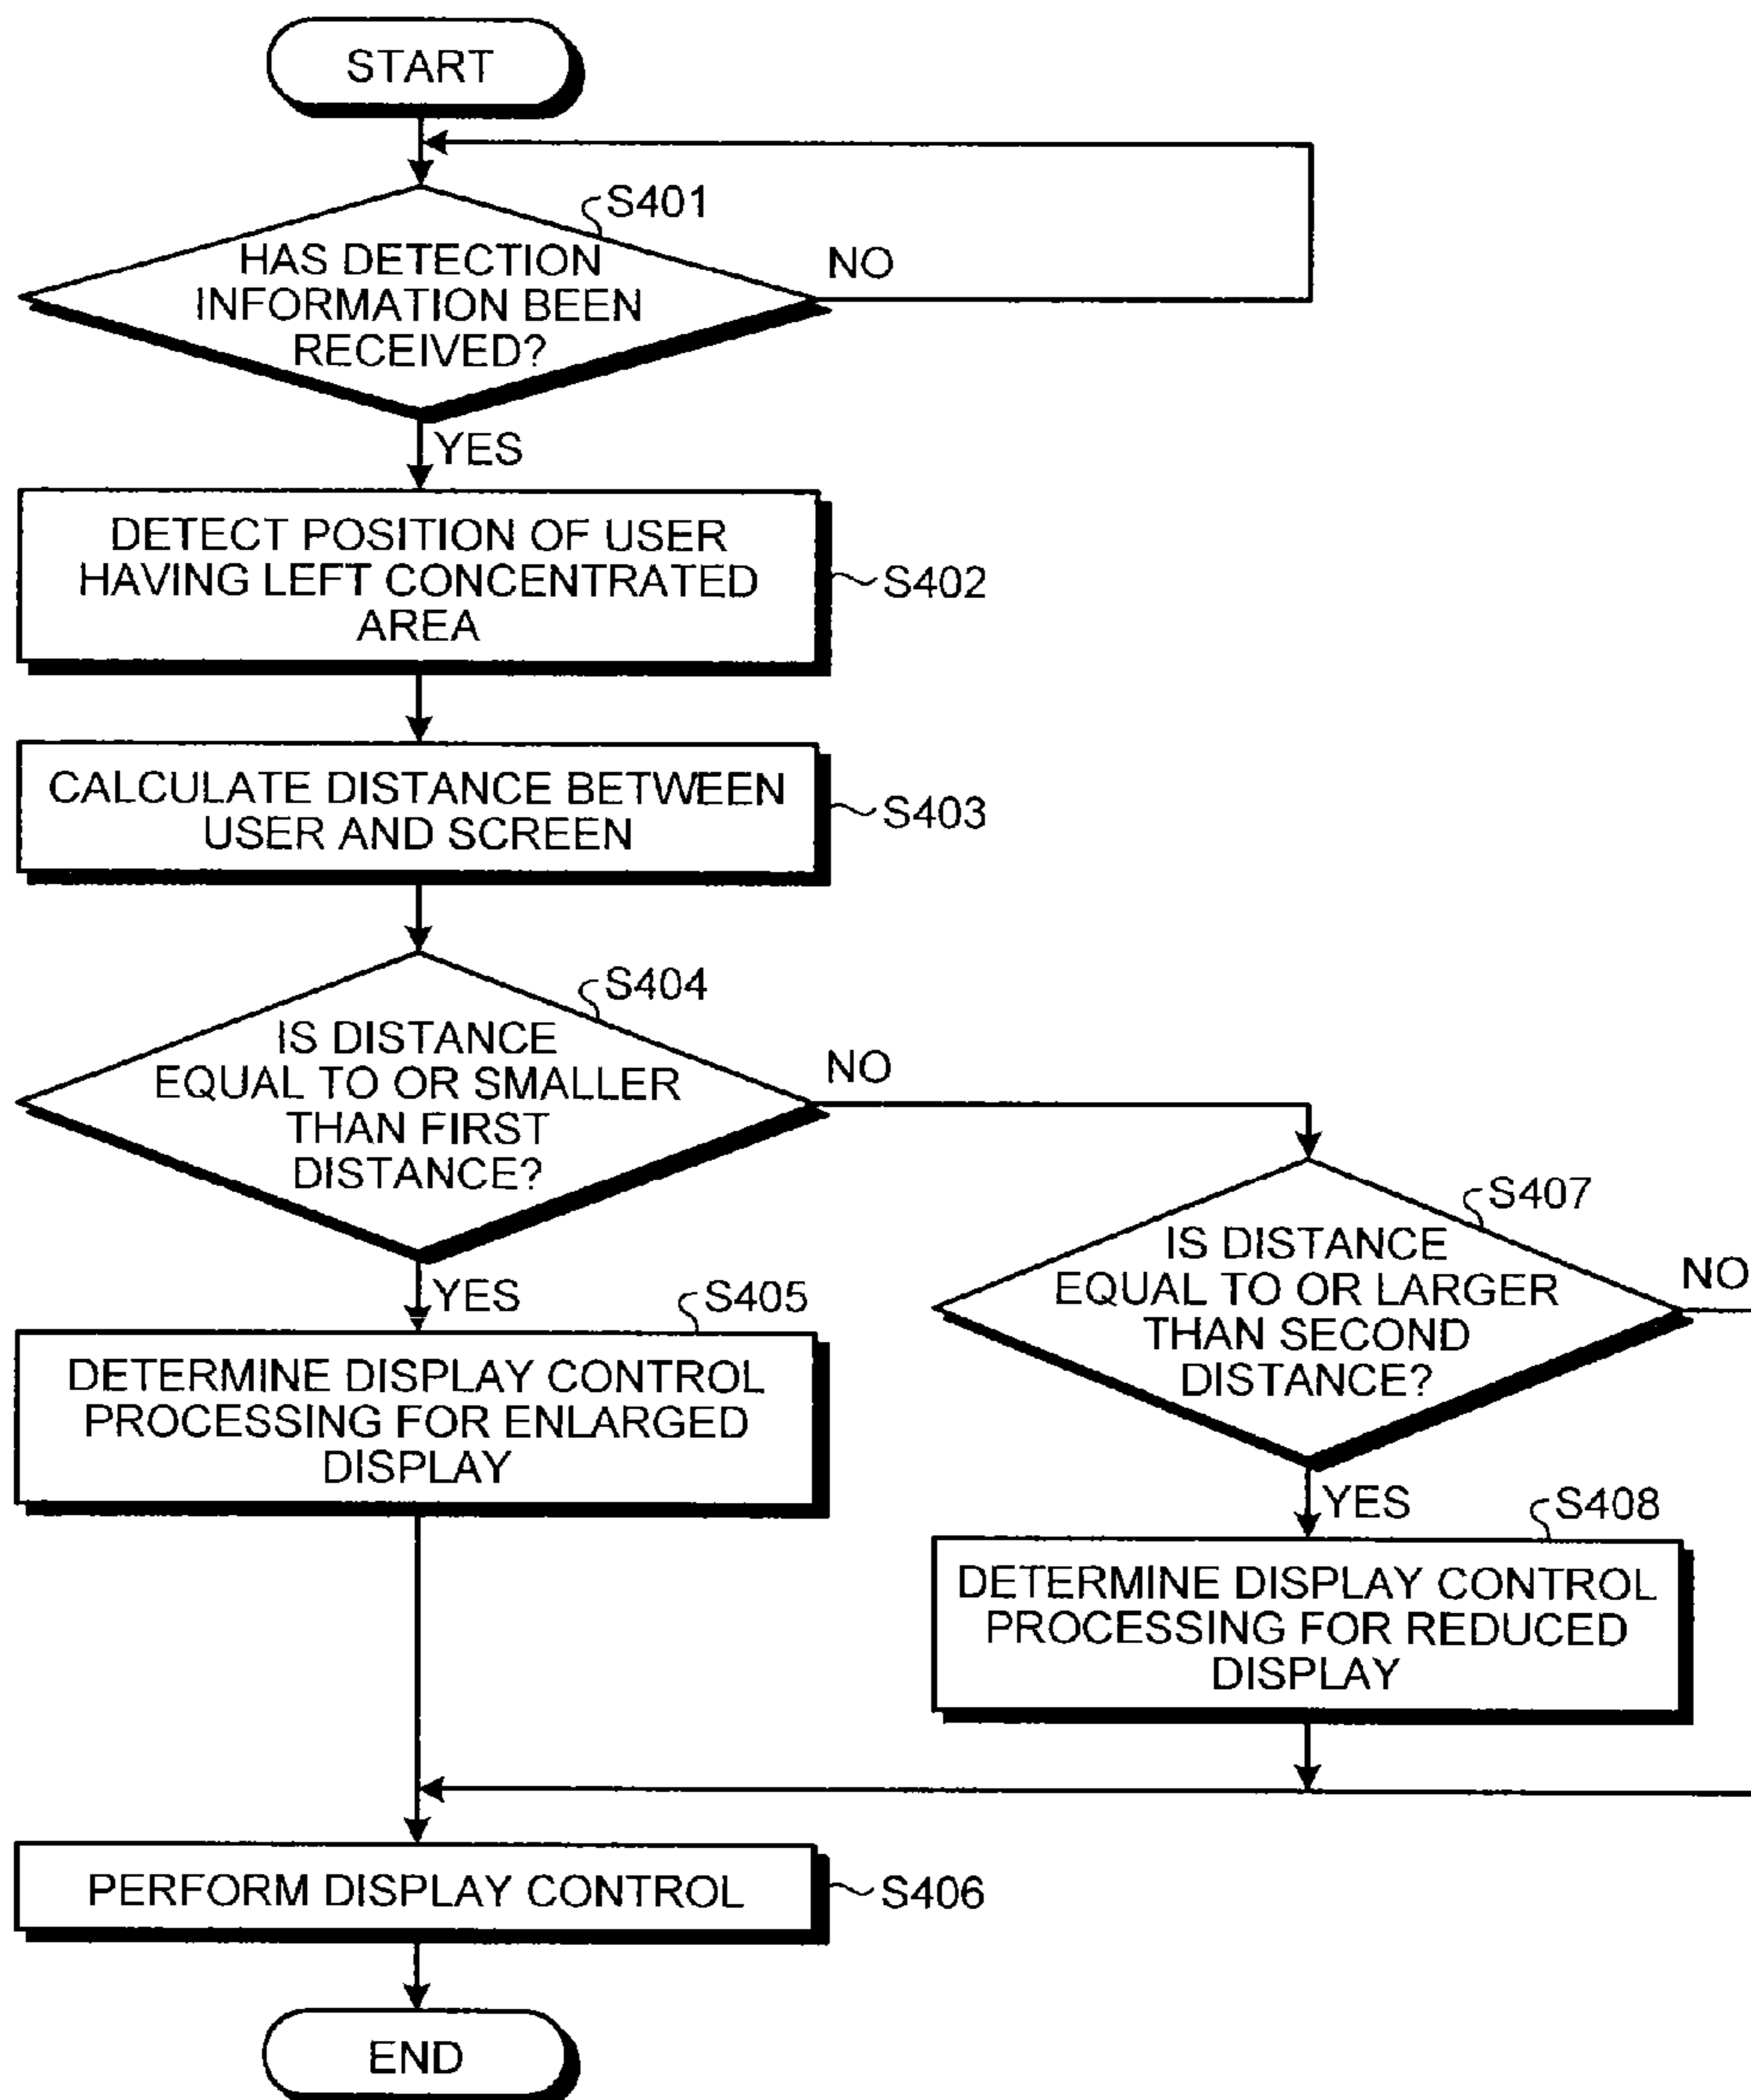 START
S401
HAS DETECTION
INFORMATION BEEN
RECEIVED?
NO
YES
DETECT POSITION OF USER
HAVING LEFT CONCENTRATED
AREA
S402
CALCULATE DISTANCE BETWEEN
USER AND SCREEN
S403
S404
IS DISTANCE
EQUAL TO OR SMALLER
THAN FIRST
DISTANCE?
NO
YES
S405
DETERMINE DISPLAY CONTROL
PROCESSING FOR ENLARGED
DISPLAY
S407
IS DISTANCE
EQUAL TO OR LARGER
THAN SECOND
DISTANCE?
NO
YES
S408
DETERMINE DISPLAY CONTROL
PROCESSING FOR REDUCED
DISPLAY
PERFORM DISPLAY CONTROL
S406
END